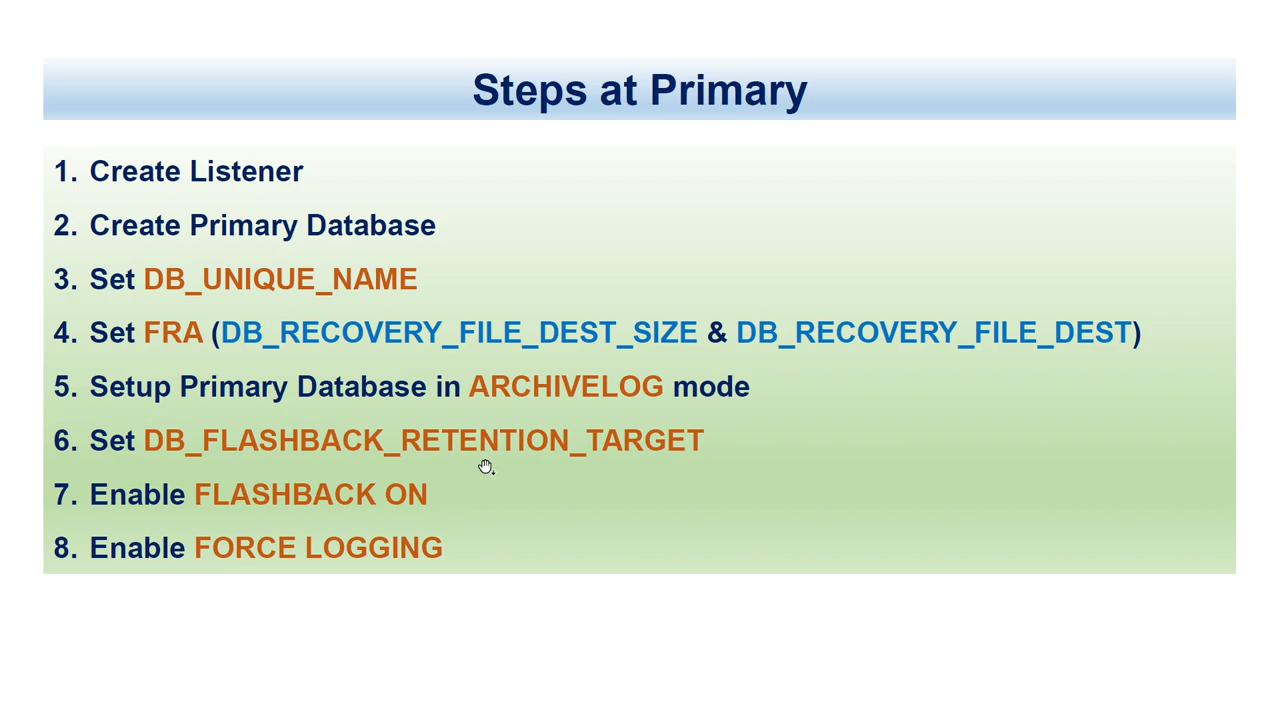 Steps at Primary
1. Create Listener
2. Create Primary Database
3. Set DB_UNIQUE_NAME
4. Set FRA (DB_RECOVERY_FILE_DEST_SIZE & DB_RECOVERY_FILE_DEST)
5. Setup Primary Database in ARCHIVELOG mode
6. Set DB_FLASHBACK_RETENTION_TARGET
7. Enable FLASHBACK ON
8. Enable FORCE LOGGING